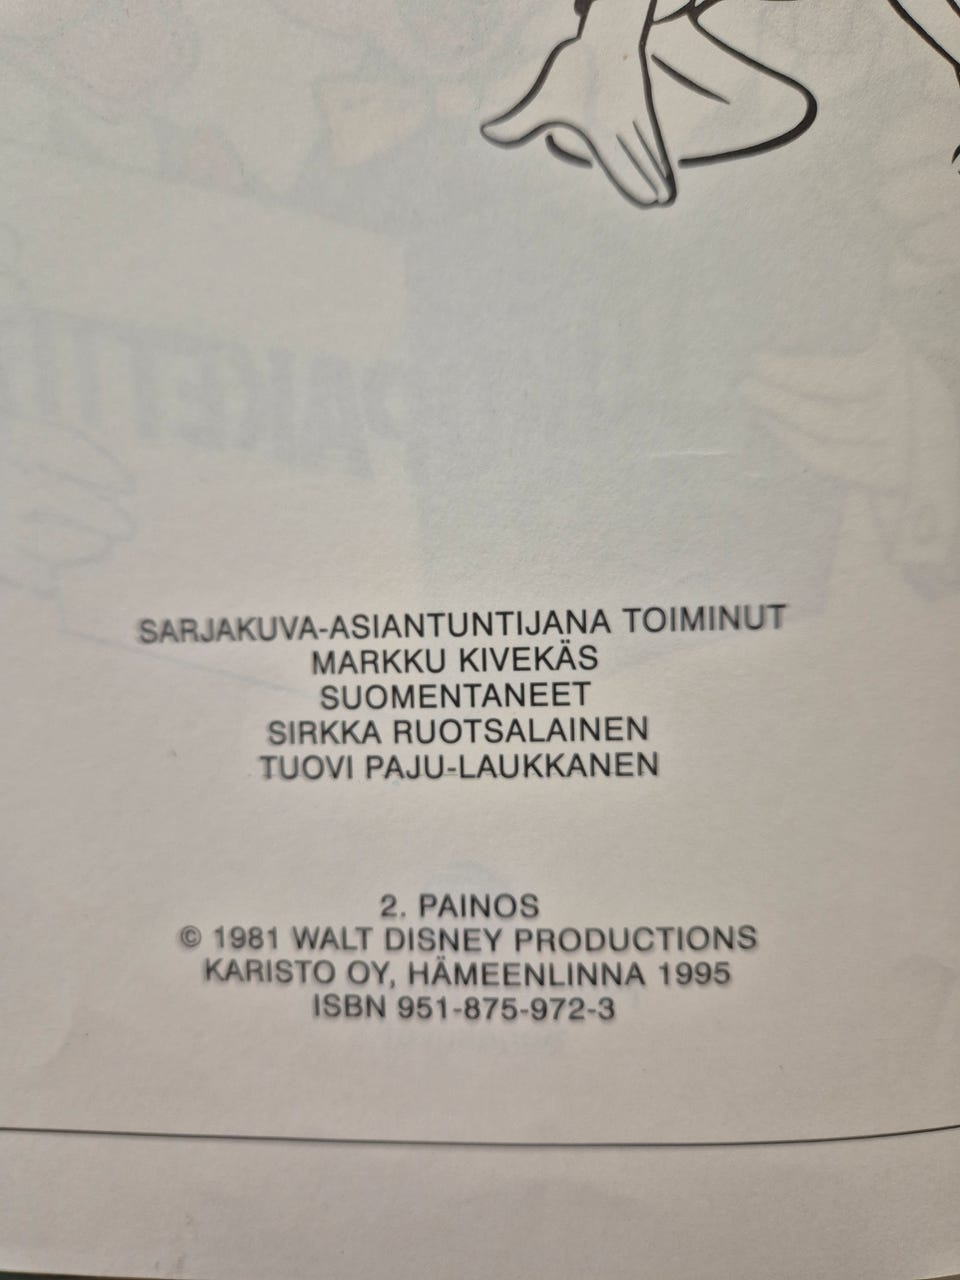 SARJAKUVA-ASIANTUNTIJANA TOIMINUT
MARKKU KIVEKÄS
SUOMENTANEET
SIRKKA RUOTSALAINEN
TUOVI PAJU-LAUKKANEN
2. PAINOS
© 1981 WALT DISNEY PRODUCTIONS
KARISTO OY, HÄMEENLINNA 1995
ISBN 951-875-972-3